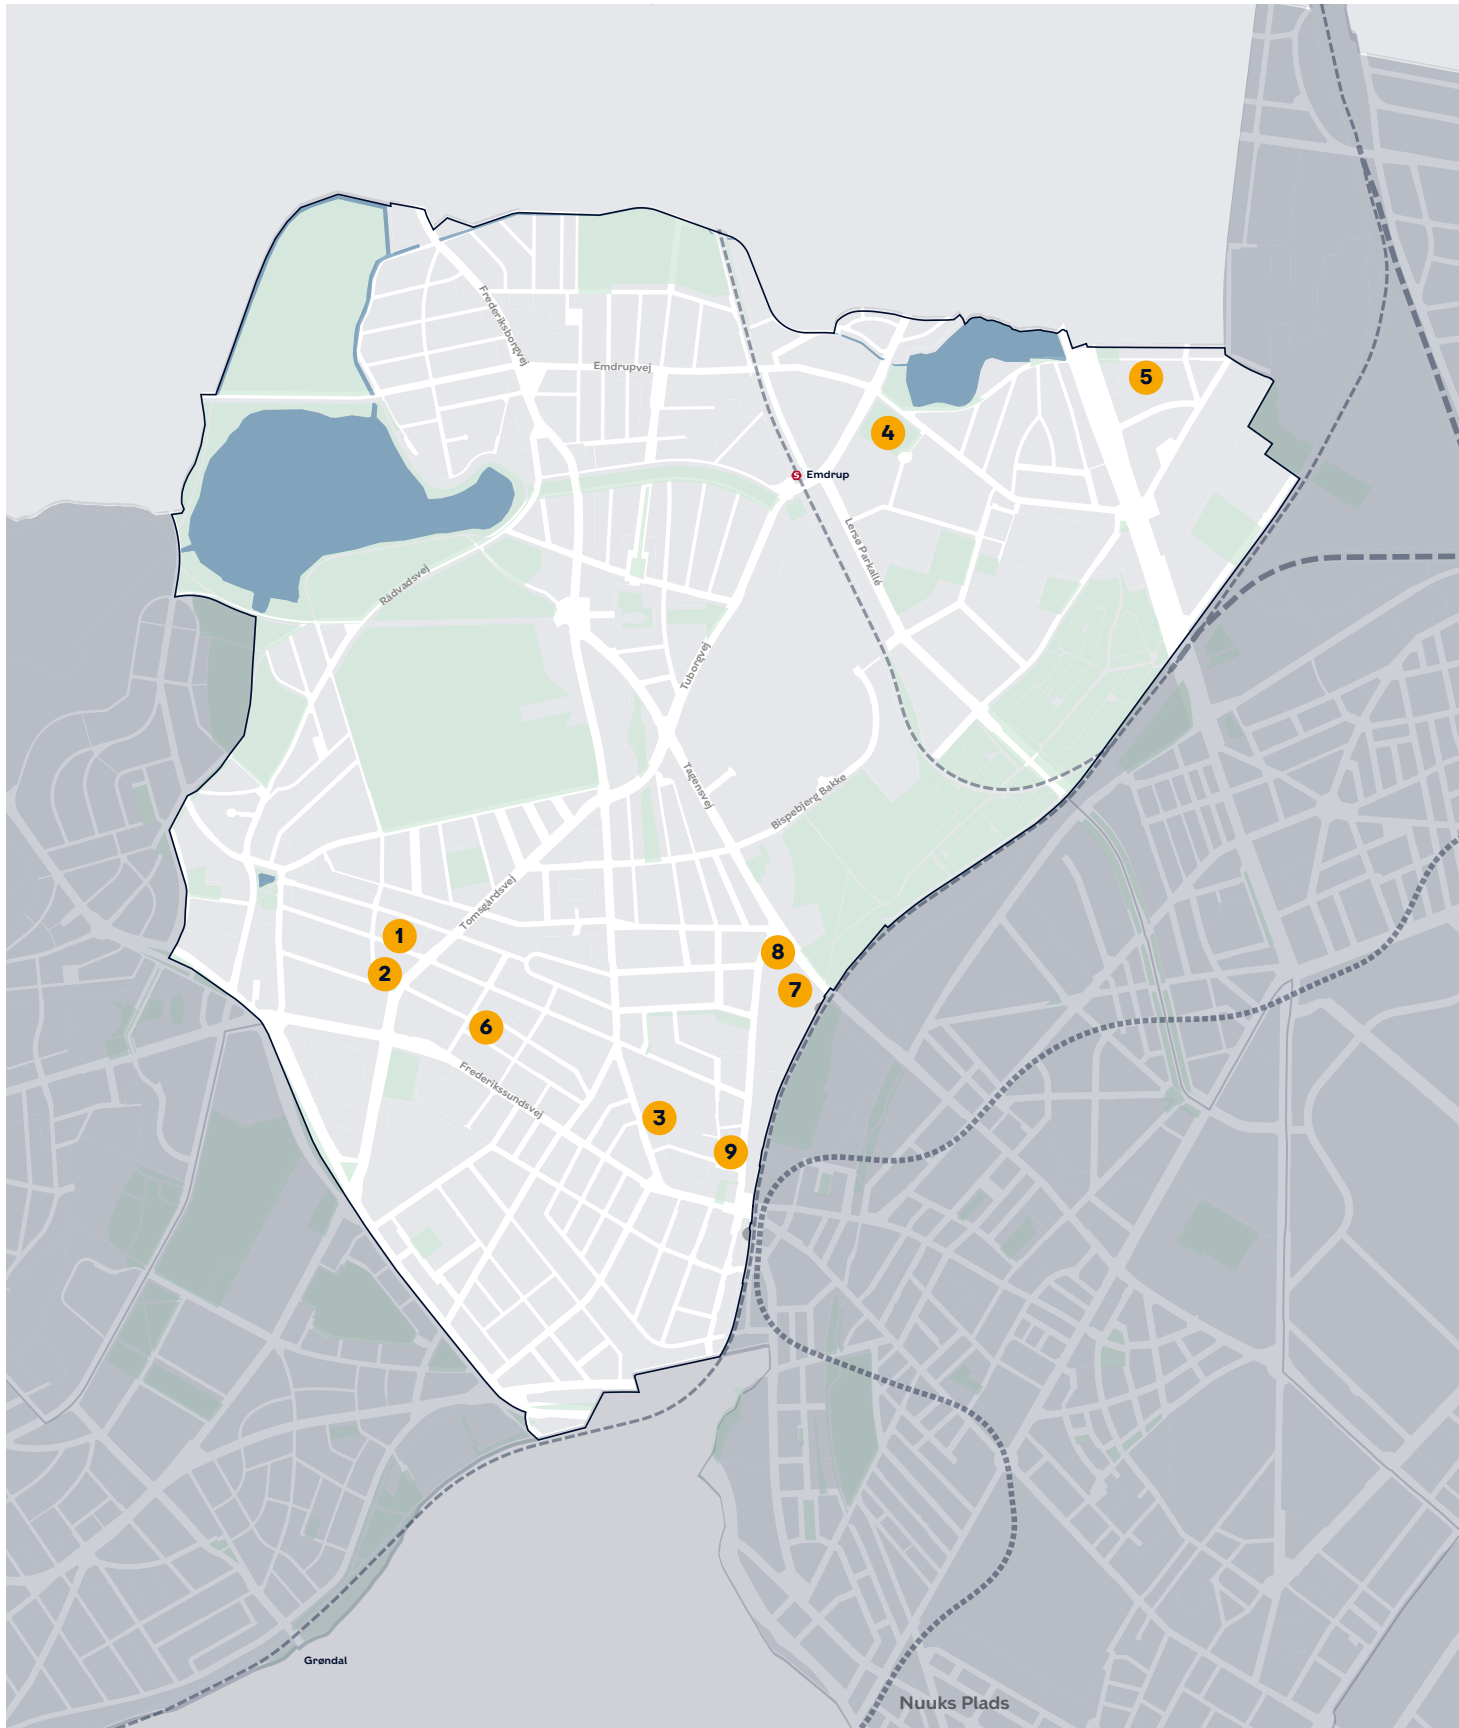 Frederiksborgvej
Emdrupvej
5
4
S Emdrup
Lersø Parkallé
Rådvadsvej
Tuborgvej
Tagensvej
Bispebjerg Bakke
Tomsgårdsvej
1
8
2
7
6
Frederikssundsvej
3
9
Grøndal
Nuuks Plads